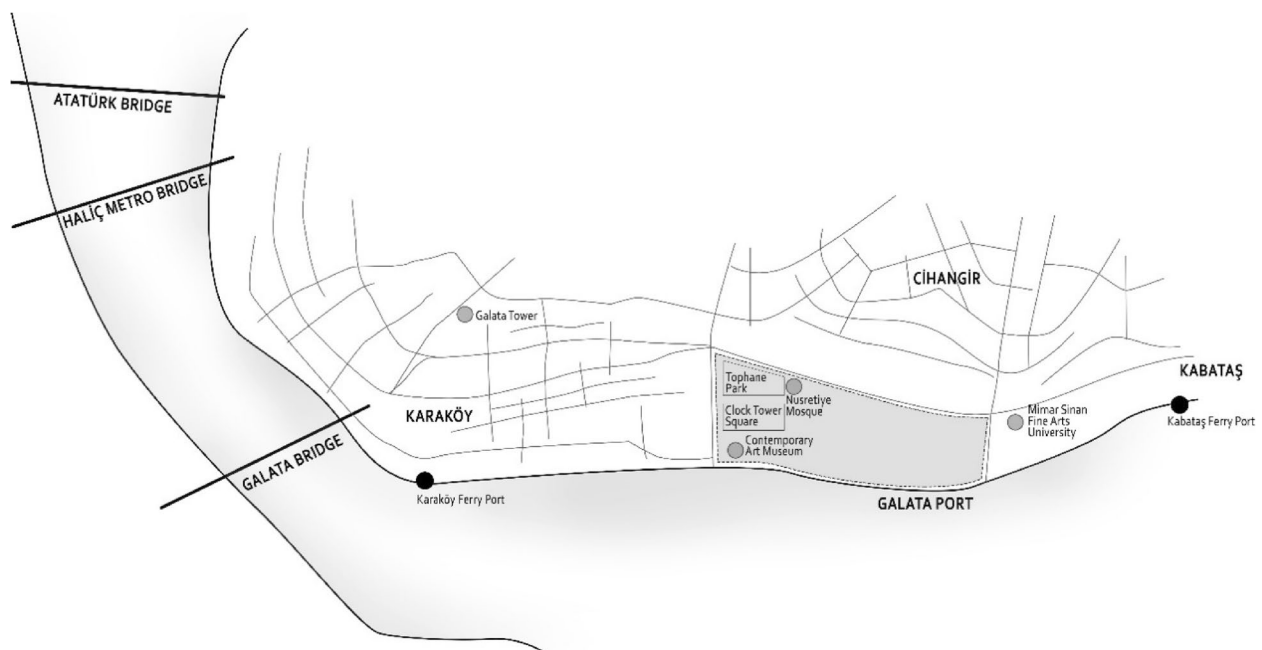 ATATÜRK BRIDGE
HALİÇ METRO BRIDGE
GALATA BRIDGE
Galata Tower
KARAKÖY
Karaköy Ferry Port
Tophane
Park
Nusretiye
Mosque
Clock Tower
Square
Contemporary
Art Museum
GALATA PORT
CİHANGİR
Mimar Sinan
Fine Arts
University
KABATAŞ
Kabataş Ferry Port